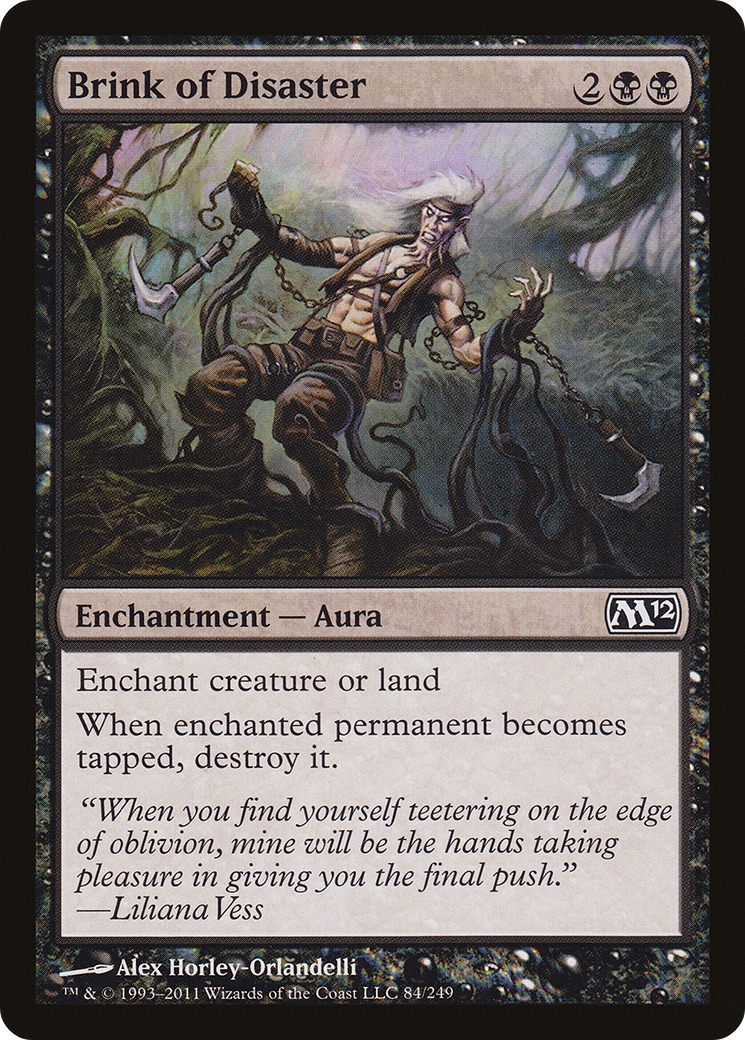 Brink of Disaster 2
Enchantment — Aura
M12
Enchant creature or land
When enchanted permanent becomes
tapped, destroy it.
“When you find yourself teetering on the edge
of oblivion, mine will be the hands taking
pleasure in giving you the final push.”
—Liliana Vess
Alex Horley-Orlandelli
™ & © 1993–2011 Wizards of the Coast LLC 84/249